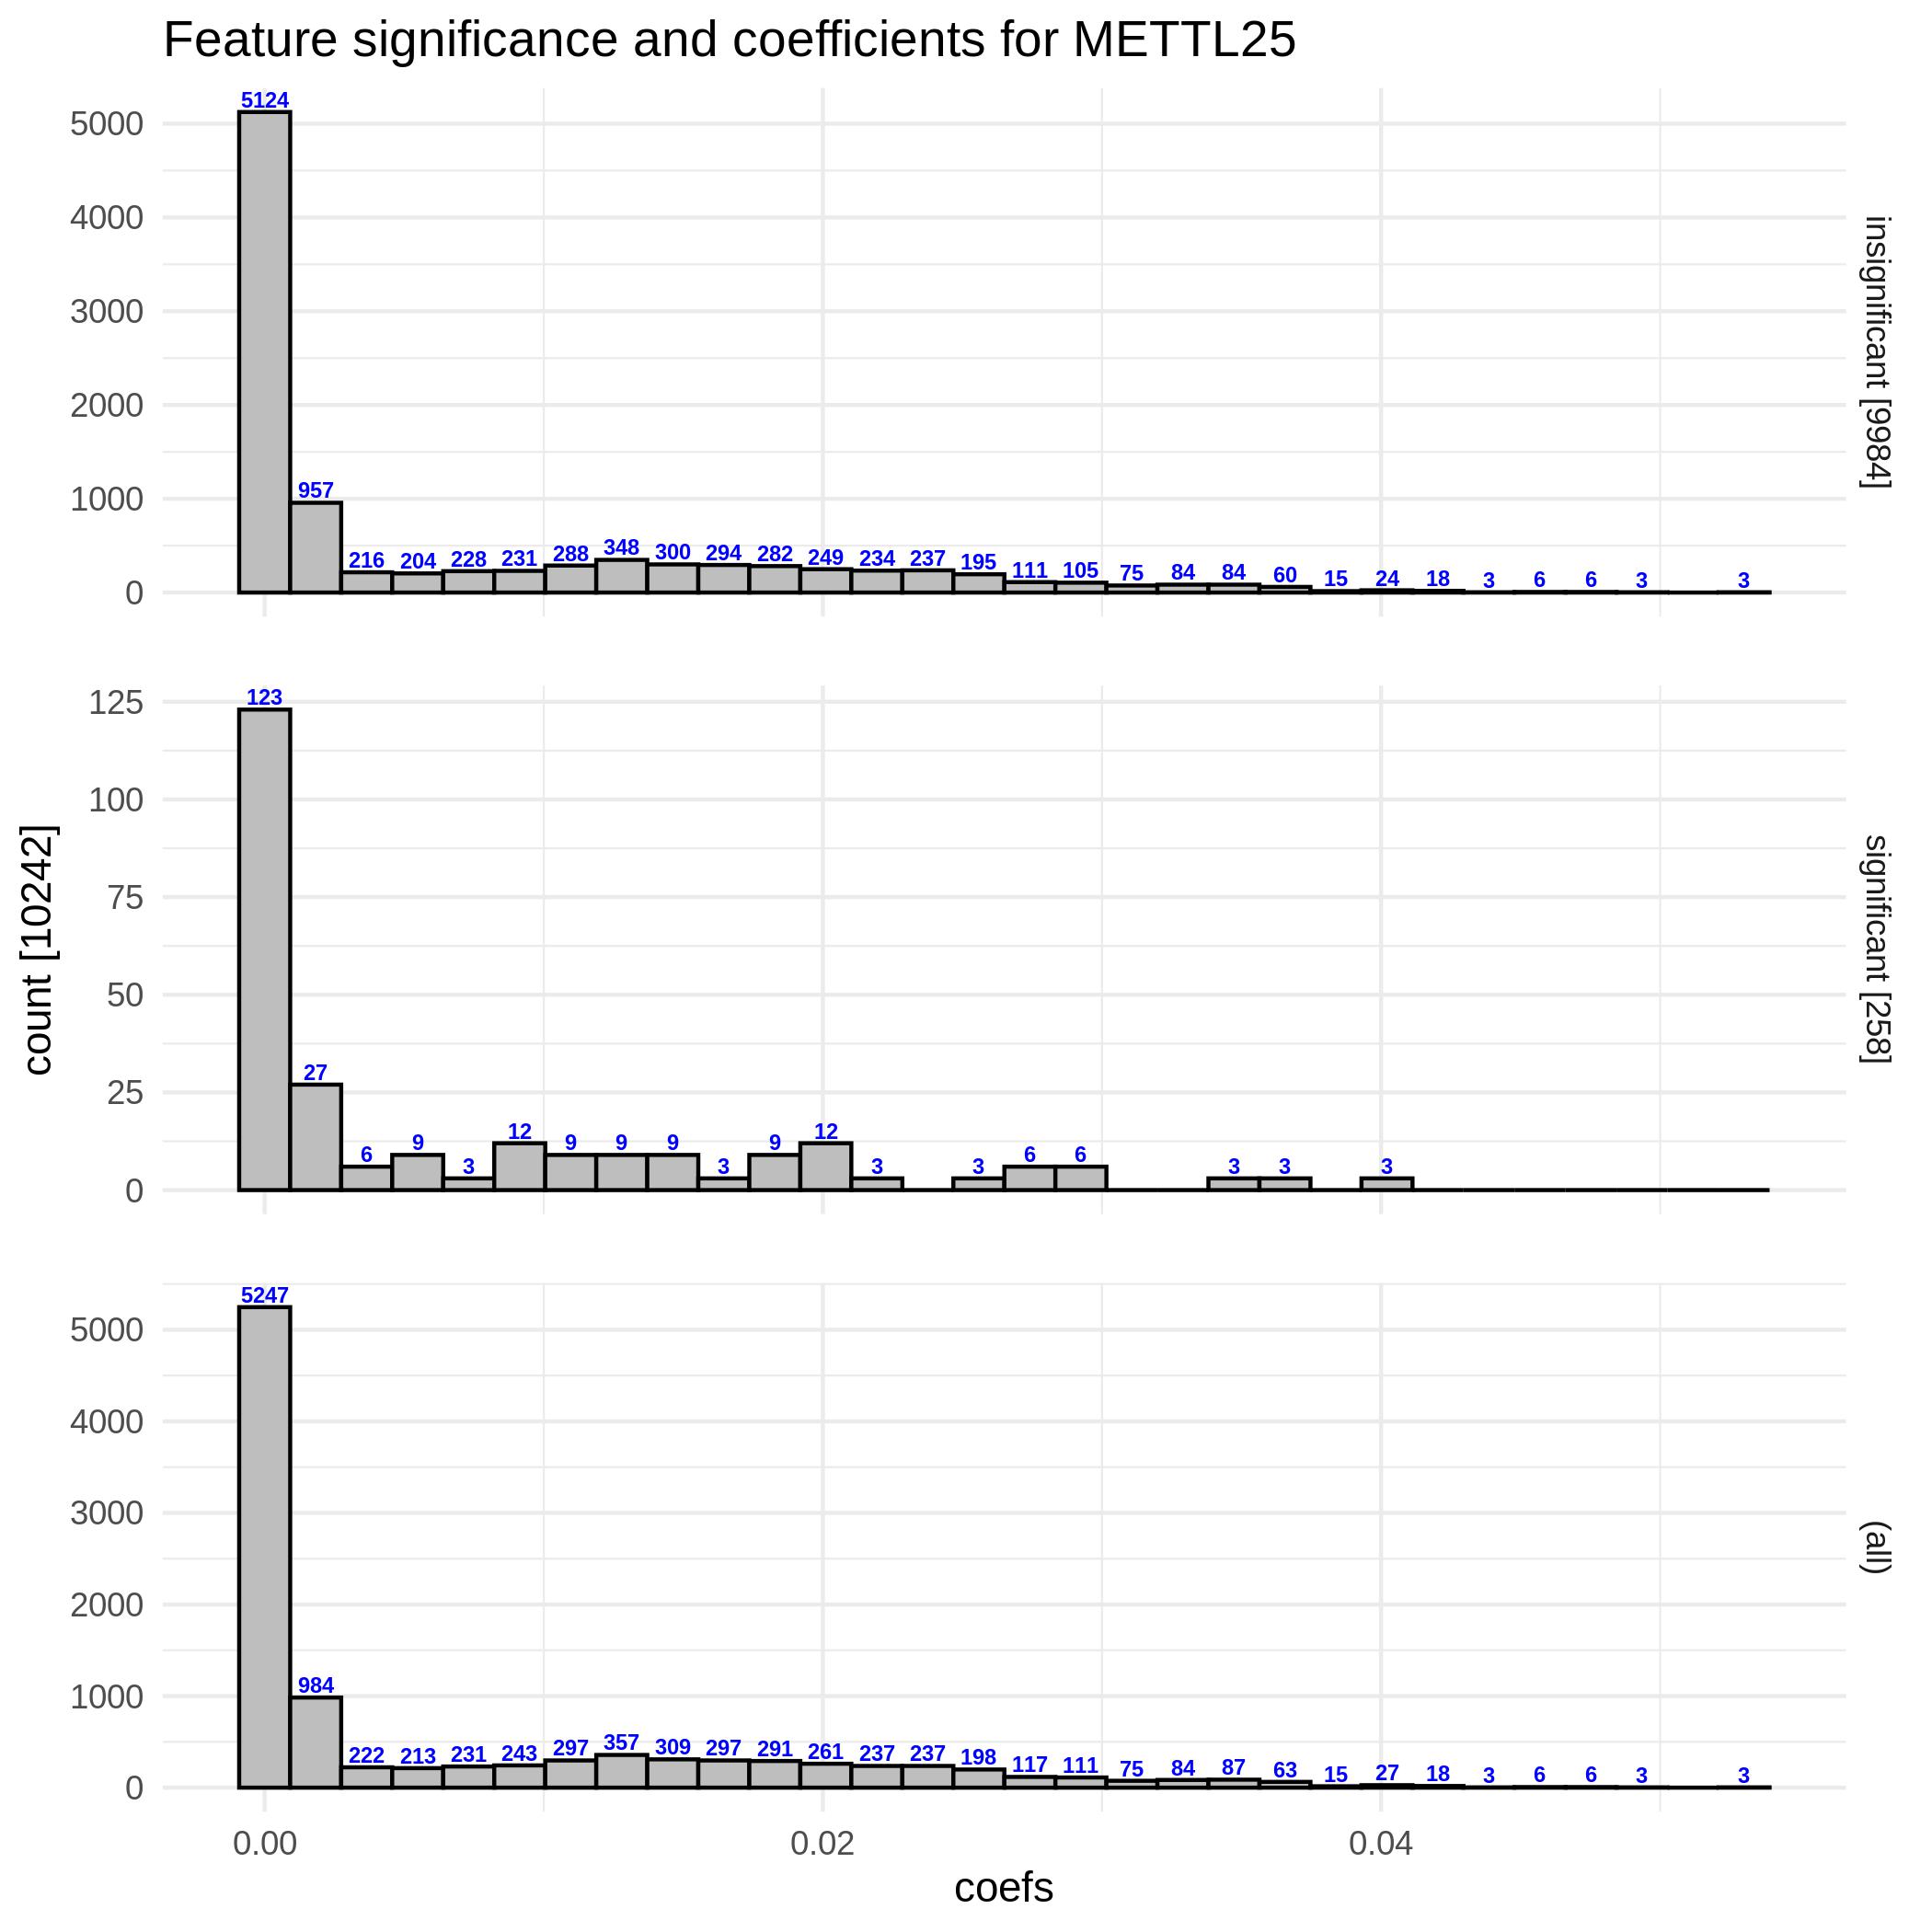 Feature significance and coefficients for METTL25
5124
5000
4000
3000
2000
1000
0
957
216 204 228 231 288 348 300 294 282 249 234 237 195 111 105 75 84 84 60 15 24 18 3 6 6 3 3
insignificant [9984]
count [10242]
123
125
100
75
50
25
0
27
6 9 3 12 9 9 9 3 9 12 3 3 6 6 3 3 3
significant [258]
5247
5000
4000
3000
2000
1000
0
984
222 213 231 243 297 357 309 297 291 261 237 237 198 117 111 75 84 87 63 15 27 18 3 6 6 3 3
(all)
0.00 0.02 0.04
coefs